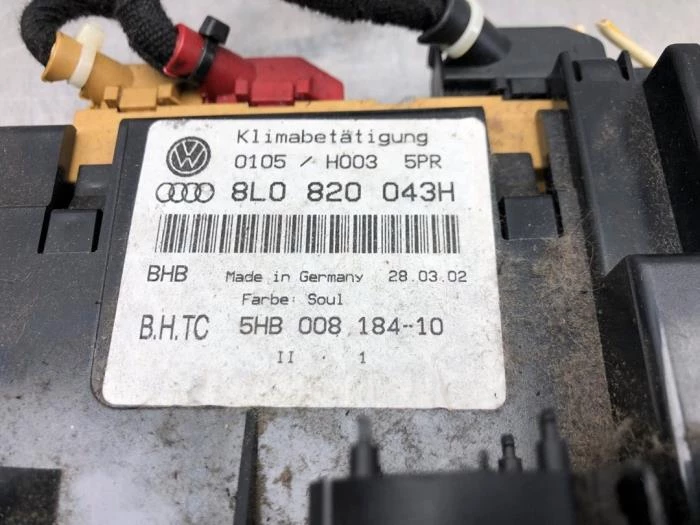 Klimabetätigung
0105 / H003 5PR
8L0 820 043H
BHB Made in Germany 28.03.02
Farbe: Soul
B.H.TC 5HB 008 184-10
II . 1